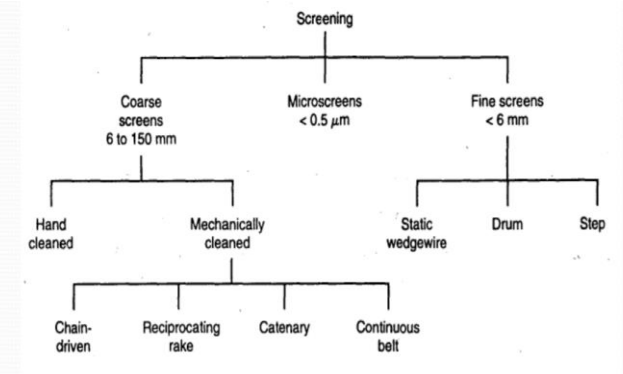 Screening
Coarse
screens
6 to 150 mm
Microscreens
< 0.5 μm
Fine screens
< 6 mm
Hand
cleaned
Mechanically
cleaned
Static
wedgewire
Drum
Step
Chain-
driven
Reciprocating
rake
Catenary
Continuous
belt